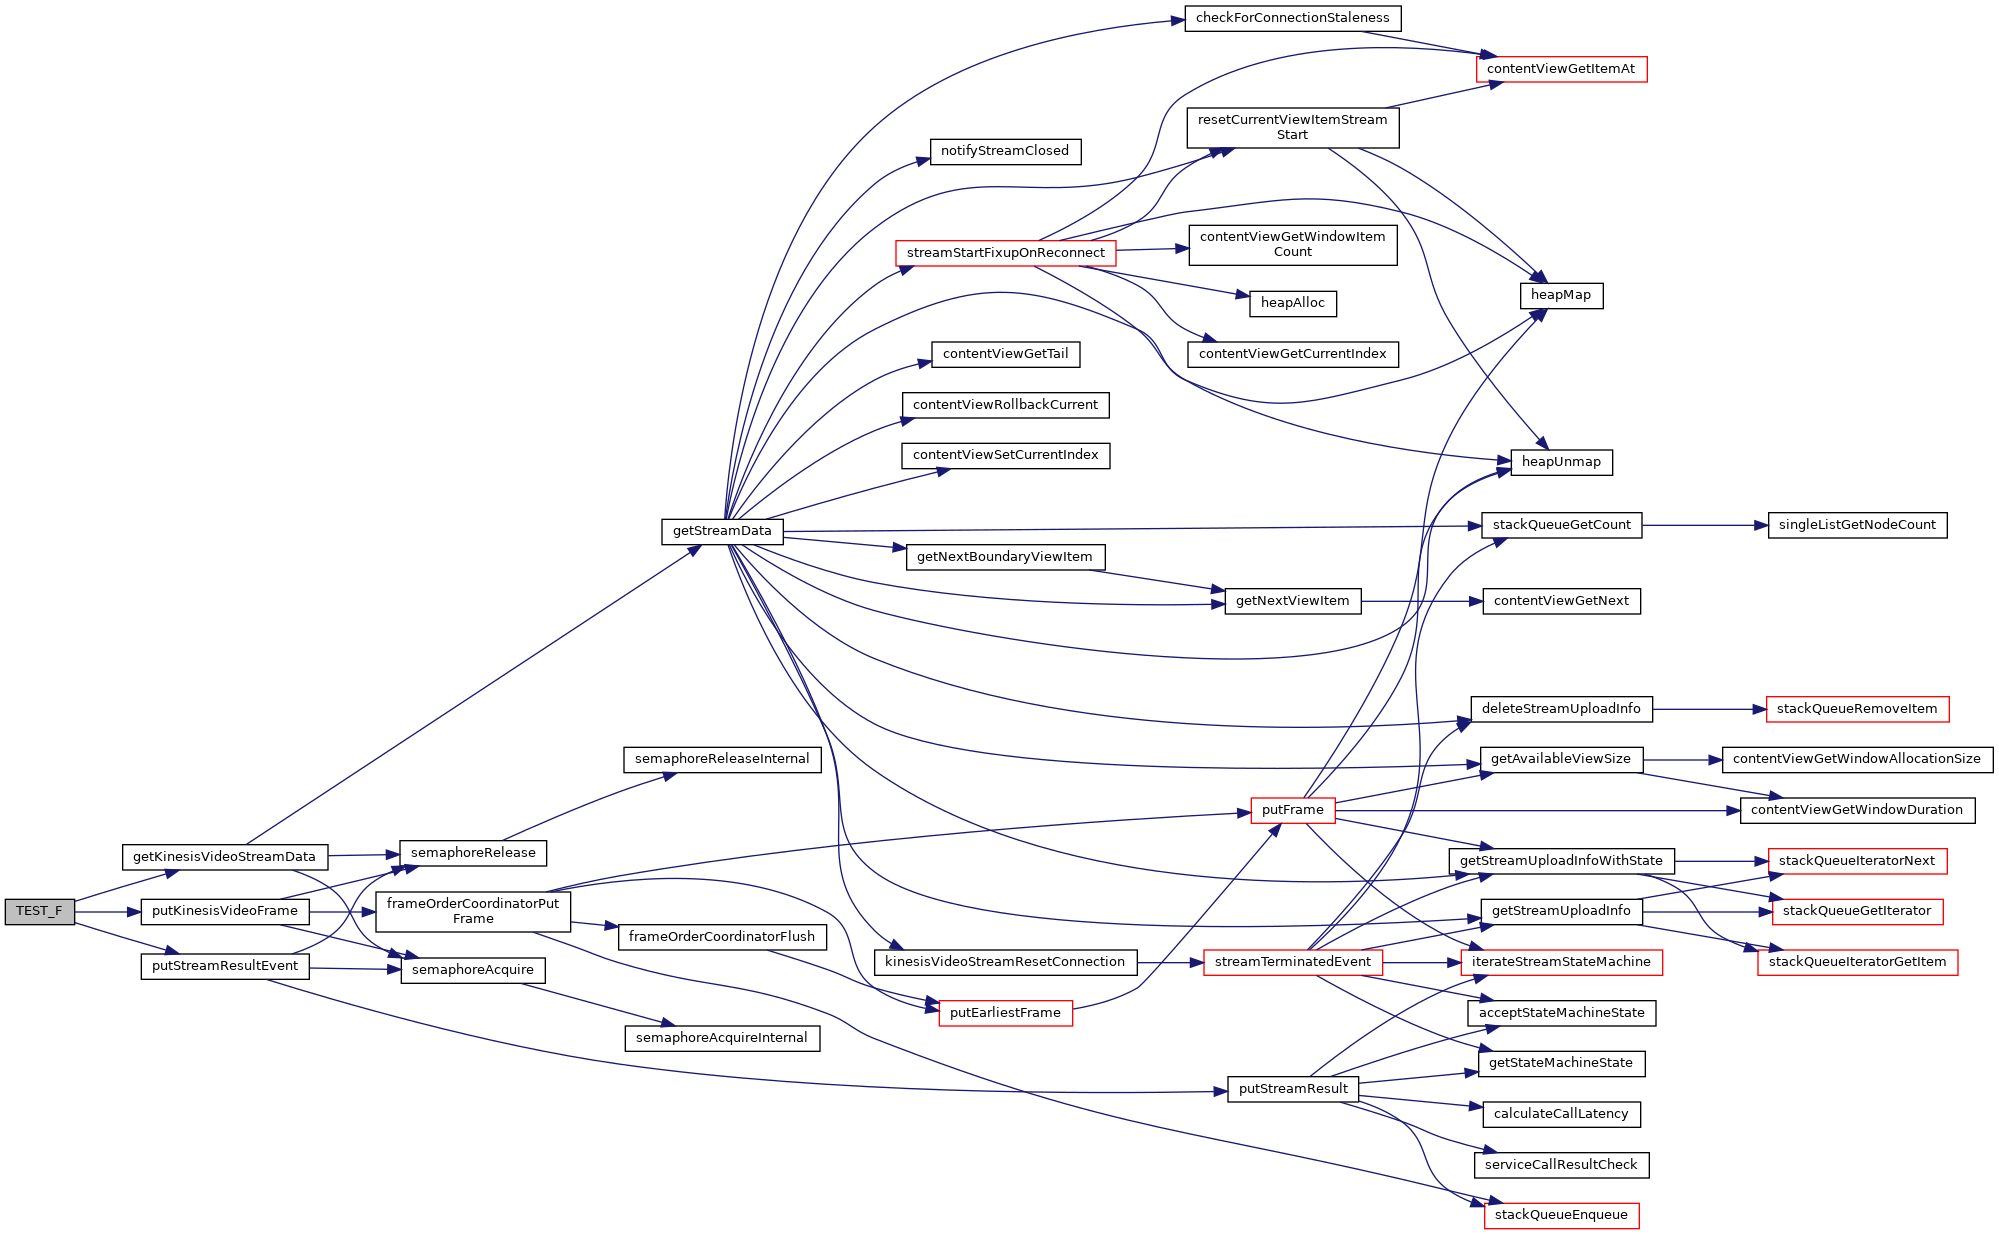 checkForConnectionStaleness
contentViewGetItemAt
resetCurrentViewItemStream
Start
notifyStreamClosed
contentViewGetWindowItem
Count
streamStartFixupOnReconnect
heapMap
heapAlloc
contentViewGetTail
contentViewGetCurrentIndex
contentViewRollbackCurrent
contentViewSetCurrentIndex
heapUnmap
getStreamData
stackQueueGetCount
singleListGetNodeCount
getNextBoundaryViewItem
getNextViewItem
contentViewGetNext
deleteStreamUploadInfo
stackQueueRemoveItem
semaphoreReleaseInternal
getAvailableViewSize
contentViewGetWindowAllocationSize
putFrame
contentViewGetWindowDuration
getKinesisVideoStreamData
semaphoreRelease
getStreamUploadInfoWithState
stackQueueIteratorNext
TEST_F
putKinesisVideoFrame
frameOrderCoordinatorPut
Frame
getStreamUploadInfo
stackQueueGetIterator
frameOrderCoordinatorFlush
putStreamResultEvent
semaphoreAcquire
kinesisVideoStreamResetConnection
streamTerminatedEvent
iterateStreamStateMachine
stackQueueIteratorGetItem
putEarliestFrame
acceptStateMachineState
semaphoreAcquireInternal
getStateMachineState
putStreamResult
calculateCallLatency
serviceCallResultCheck
stackQueueEnqueue